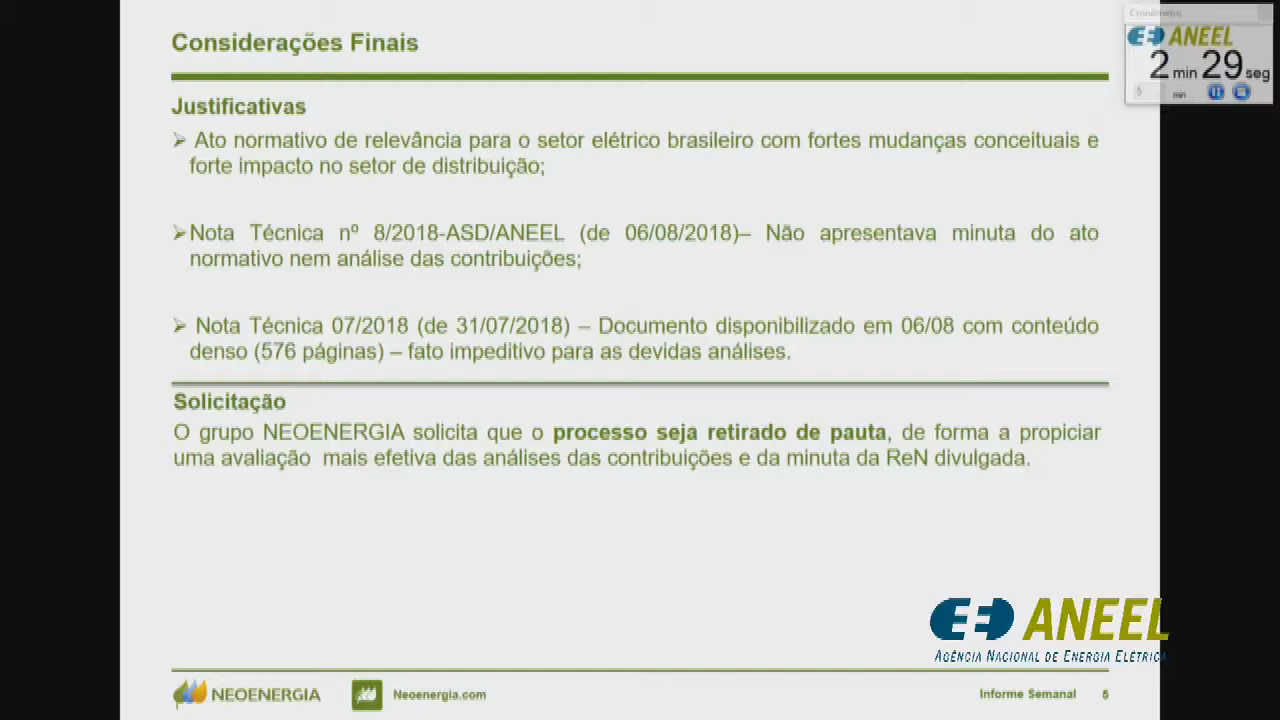 Considerações Finais
Cronômetro
ANEEL
2 min 29 seg
5 min
Justificativas
➢ Ato normativo de relevância para o setor elétrico brasileiro com fortes mudanças conceituais e
forte impacto no setor de distribuição;
➢Nota Técnica nº 8/2018-ASD/ANEEL (de 06/08/2018)– Não apresentava minuta do ato
normativo nem análise das contribuições;
➢ Nota Técnica 07/2018 (de 31/07/2018) – Documento disponibilizado em 06/08 com conteúdo
denso (576 páginas) – fato impeditivo para as devidas análises.
Solicitação
O grupo NEOENERGIA solicita que o processo seja retirado de pauta, de forma a propiciar
uma avaliação mais efetiva das análises das contribuições e da minuta da ReN divulgada.
ANEEL
AGÊNCIA NACIONAL DE ENERGIA ELÉTRICA
NEOENERGIA
Neoenergia.com
Informe Semanal 5